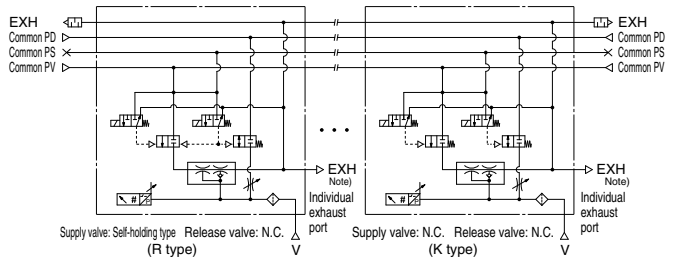 EXH
EXH
Common PD
Common PD
Common PS
Common PS
Common PV
Common PV
EXH
Note)
Individual
exhaust
port
EXH
Note)
Individual
exhaust
port
#
#
Supply valve: Self-holding type
Release valve: N.C.
(R type)
V
Supply valve: N.C.
Release valve: N.C.
(K type)
V